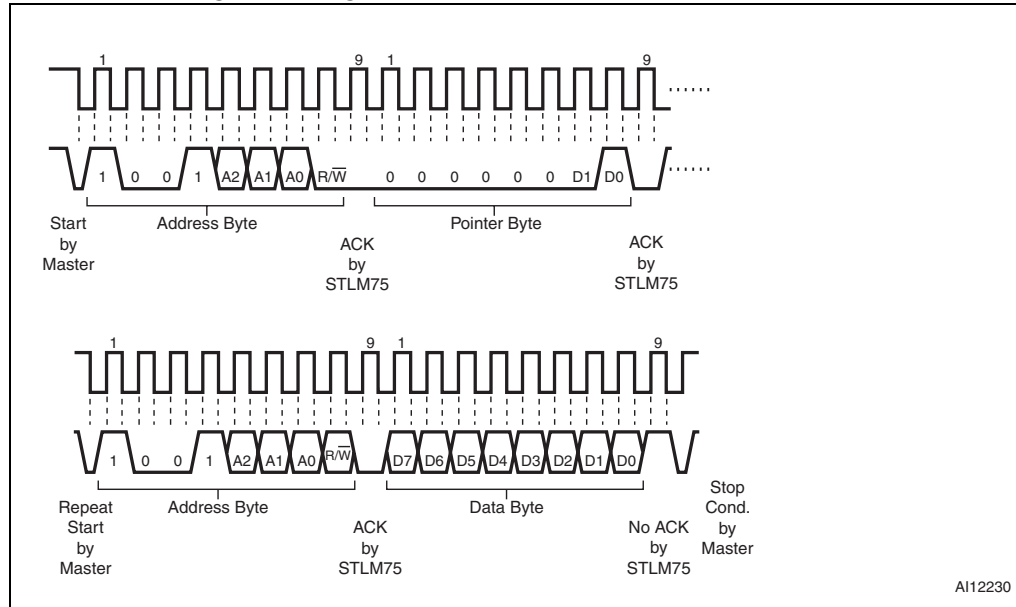 1 9 1 9
1 0 0 1 A2 A1 A0 R/W 0 0 0 0 0 0 D1 D0
Address Byte Pointer Byte
Start
by
Master
ACK
by
STLM75
ACK
by
STLM75
1 9 1 9
1 0 0 1 A2 A1 A0 R/W D7 D6 D5 D4 D3 D2 D1 D0
Address Byte Data Byte
Repeat
Start
by
Master
ACK
by
STLM75
No ACK
by
STLM75
Stop
Cond.
by
Master
AI12230